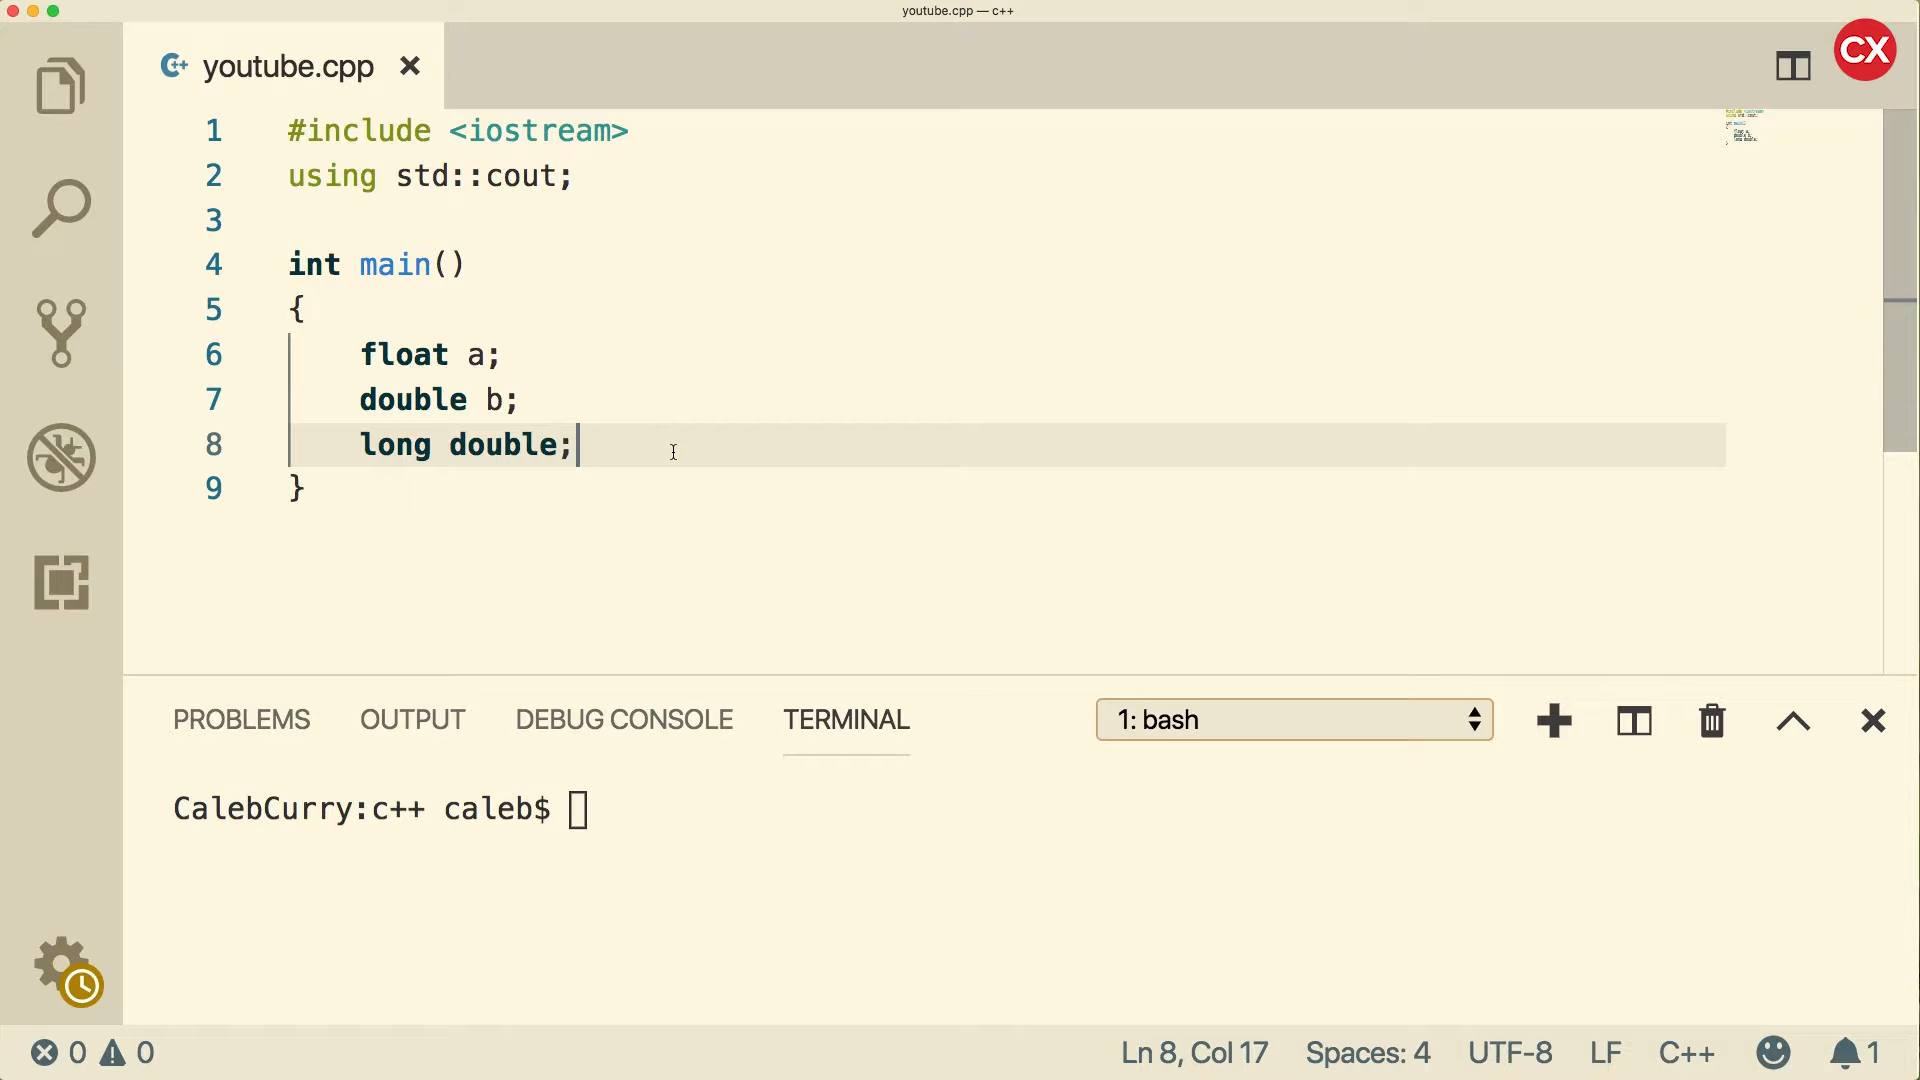 youtube.cpp — c++
youtube.cpp
CX
1 #include <iostream>
2 using std::cout;
3
4 int main()
5 {
6 float a;
7 double b;
8 long double;
9 }
PROBLEMS OUTPUT DEBUG CONSOLE TERMINAL 1: bash
CalebCurry:c++ caleb$
0 0 Ln 8, Col 17 Spaces: 4 UTF-8 LF C++ 1